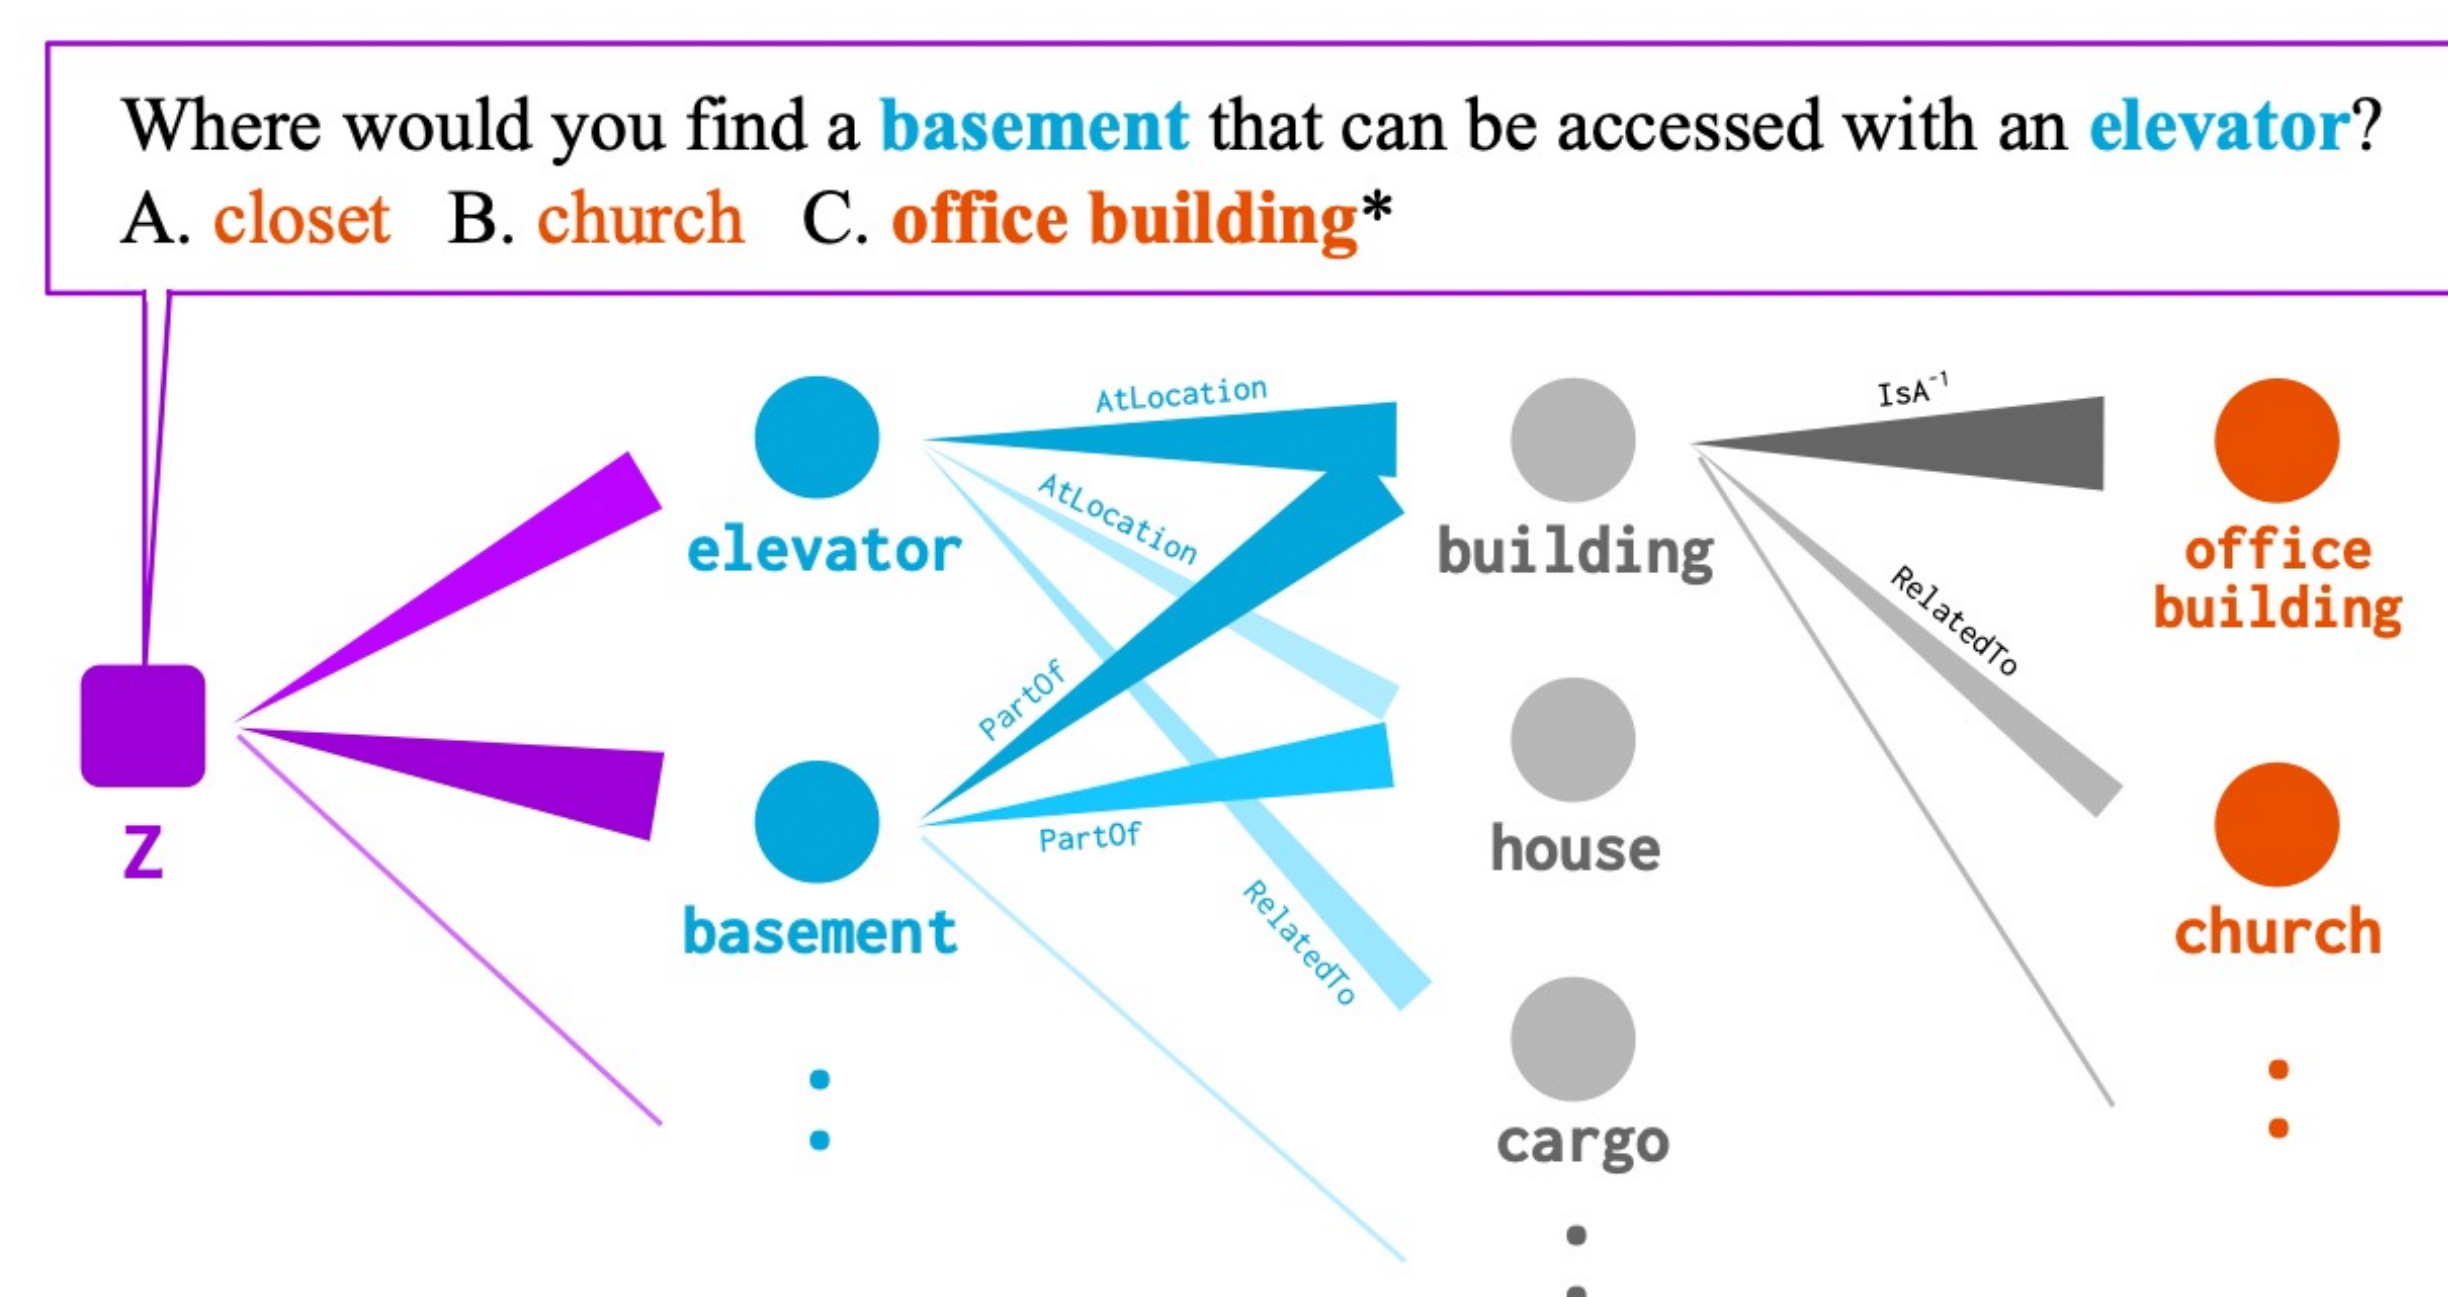 Where would you find a basement that can be accessed with an elevator?
A. closet B. church C. office building*
AtLocation
IsA⁻¹
AtLocation
elevator
building
office
building
RelatedTo
PartOf
Z
PartOf
house
basement
church
RelatedTo
cargo